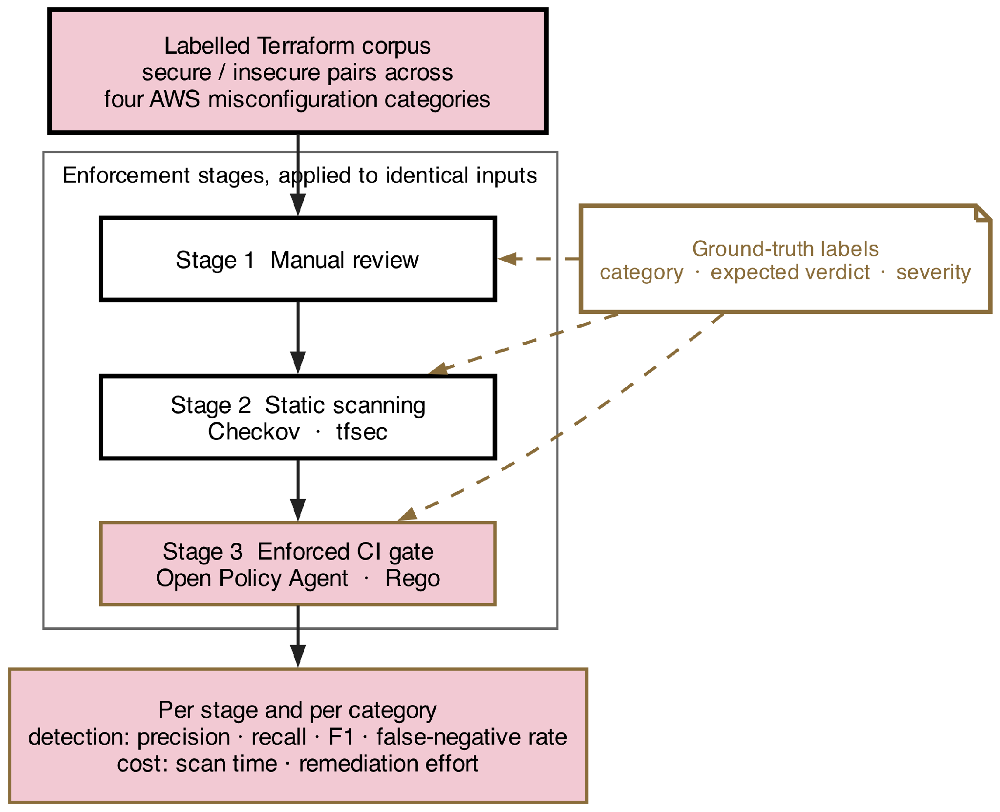 Labelled Terraform corpus
secure / insecure pairs across
four AWS misconfiguration categories
Enforcement stages, applied to identical inputs
Stage 1  Manual review
Ground-truth labels
category · expected verdict · severity
Stage 2  Static scanning
Checkov · tfsec
Stage 3  Enforced CI gate
Open Policy Agent · Rego
Per stage and per category
detection: precision · recall · F1 · false-negative rate
cost: scan time · remediation effort